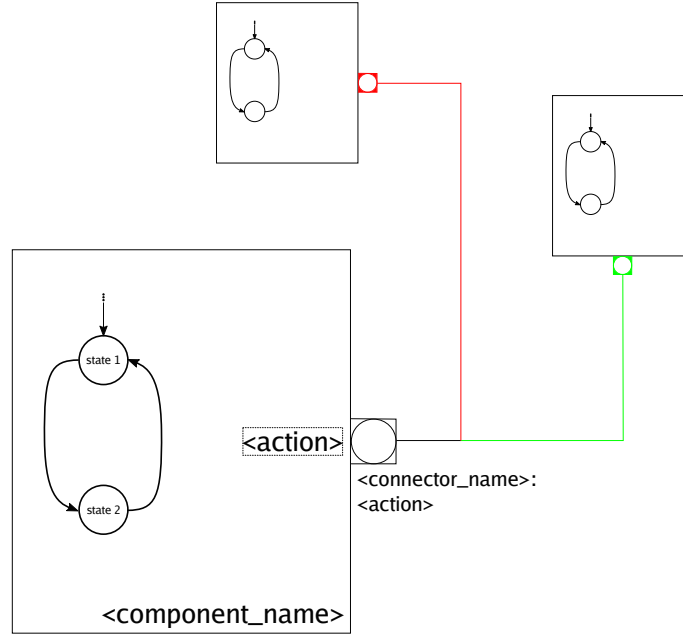 state 1
<action>
<connector_name>:
<action>
state 2
<component_name>